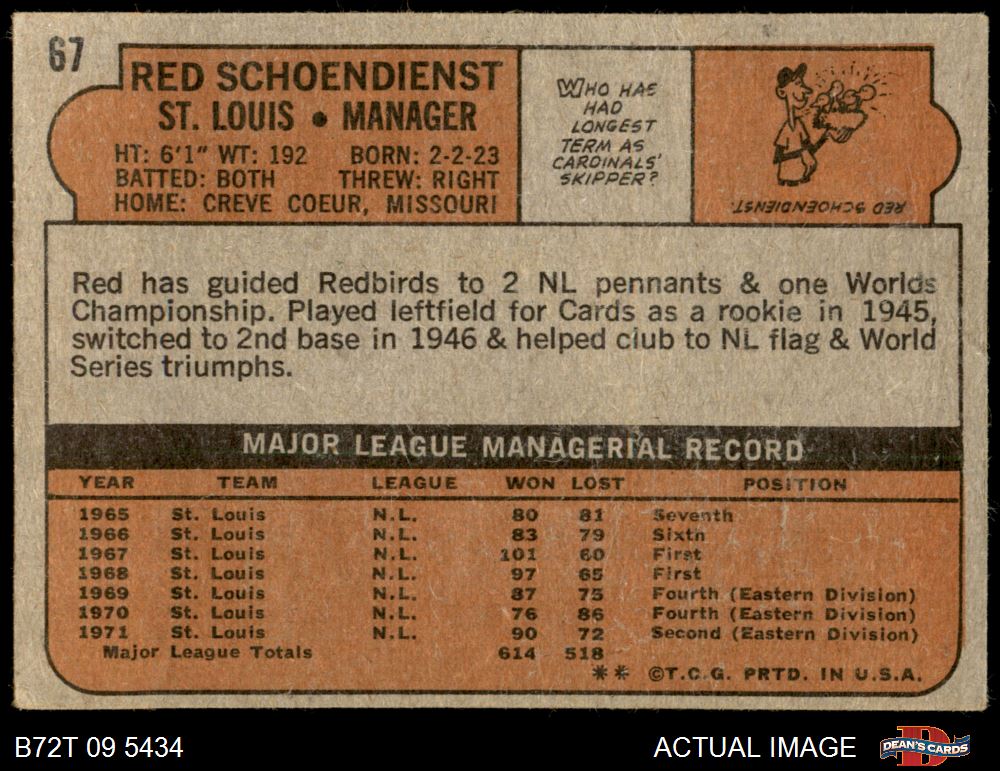 67
RED SCHOENDIENST
ST. LOUIS • MANAGER
HT: 6'1" WT: 192 BORN: 2-2-23
BATTED: BOTH THREW: RIGHT
HOME: CREVE COEUR, MISSOURI
WHO HAS
HAD
LONGEST
TERM AS
CARDINALS'
SKIPPER?
RED SCHOENDIENST.
Red has guided Redbirds to 2 NL pennants & one Worlds
Championship. Played leftfield for Cards as a rookie in 1945,
switched to 2nd base in 1946 & helped club to NL flag & World
Series triumphs.
MAJOR LEAGUE MANAGERIAL RECORD
YEAR TEAM LEAGUE WON LOST POSITION
1965 St. Louis N.L. 80 81 Seventh
1966 St. Louis N.L. 83 79 Sixth
1967 St. Louis N.L. 101 60 First
1968 St. Louis N.L. 97 65 First
1969 St. Louis N.L. 87 75 Fourth (Eastern Division)
1970 St. Louis N.L. 76 86 Fourth (Eastern Division)
1971 St. Louis N.L. 90 72 Second (Eastern Division)
Major League Totals 614 518
** ©T.C.G. PRTD. IN U.S.A.
B72T 09 5434 ACTUAL IMAGE DEAN'S CARDS